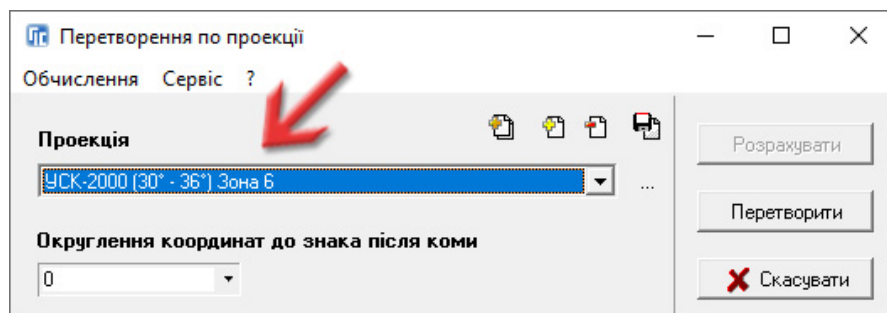 Перетворення по проекції
Обчислення Сервіс ?
Проекція
УСК-2000 (30° - 36°) Зона 6
...
Округлення координат до знака після коми
0
Розрахувати
Перетворити
Скасувати